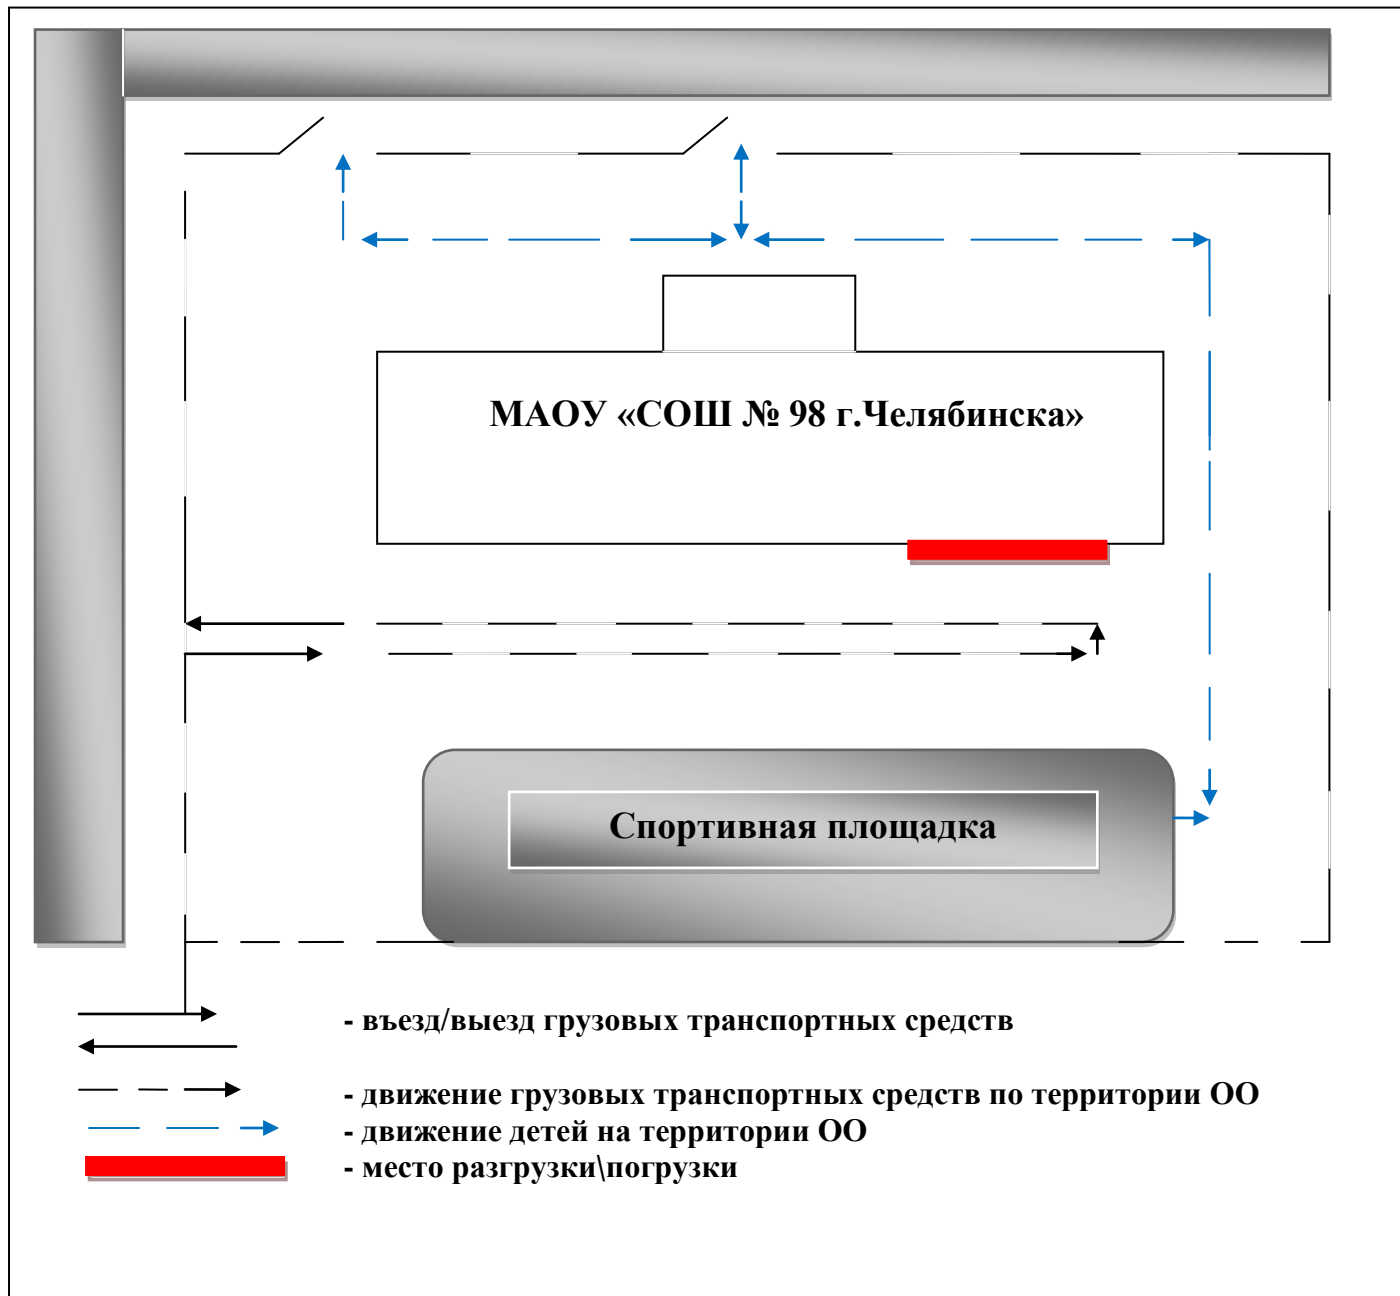 МАОУ «СОШ № 98 г.Челябинска»
Спортивная площадка
- въезд/выезд грузовых транспортных средств
- движение грузовых транспортных средств по территории ОО
- движение детей на территории ОО
- место разгрузки\погрузки